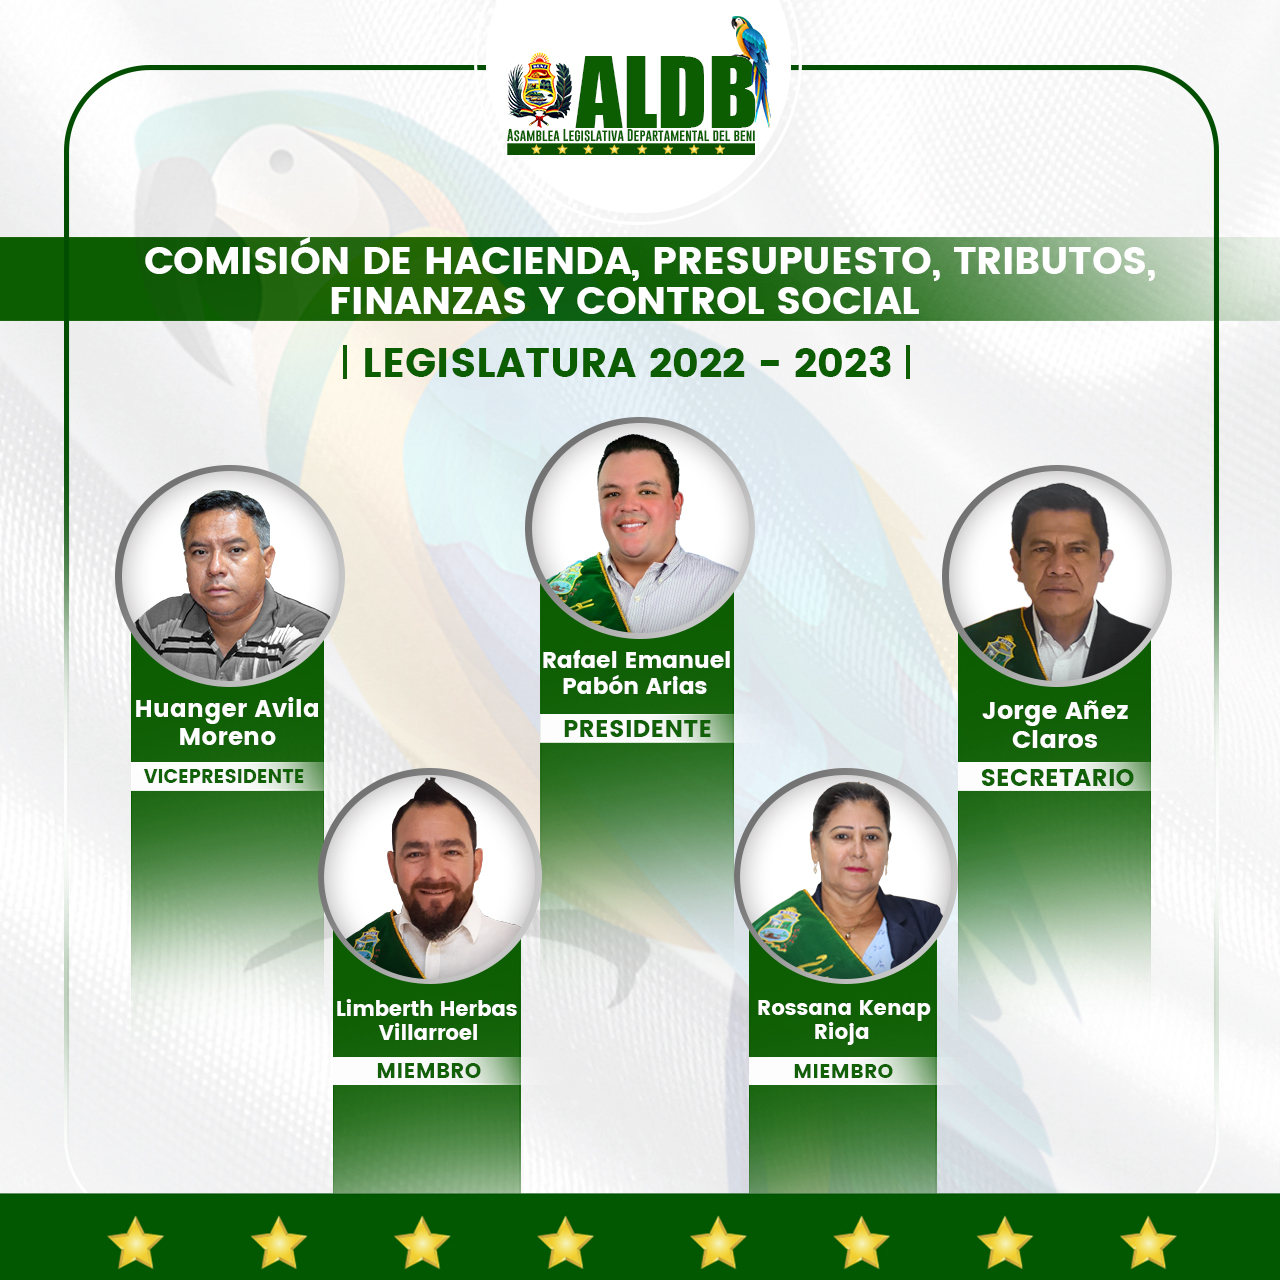 ALDB
ASAMBLEA LEGISLATIVA DEPARTAMENTAL DEL BENI
COMISIÓN DE HACIENDA, PRESUPUESTO, TRIBUTOS,
FINANZAS Y CONTROL SOCIAL
| LEGISLATURA 2022 - 2023 |
Rafael Emanuel
Pabón Arias
PRESIDENTE
Huanger Avila
Moreno
VICEPRESIDENTE
Jorge Añez
Claros
SECRETARIO
Limberth Herbas
Villarroel
MIEMBRO
Rossana Kenap
Rioja
MIEMBRO